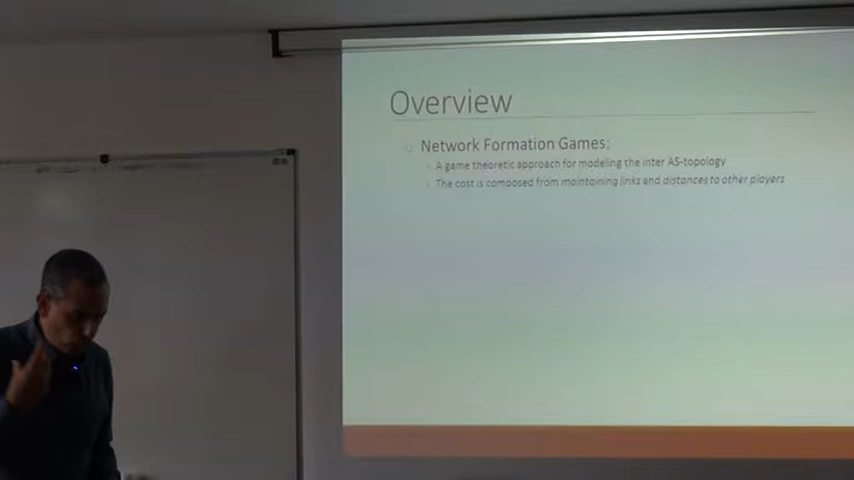 Overview
Network Formation Games:
A game theoretic approach for modeling the inter AS-topology
The cost is composed from maintaining links and distances to other players